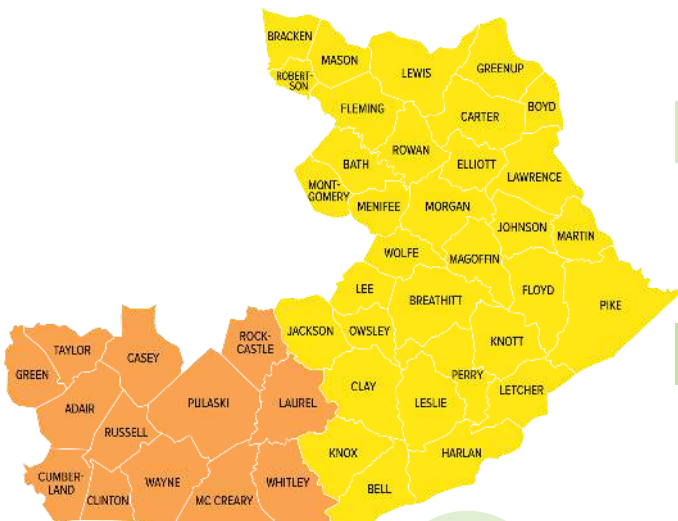 BRACKEN
MASON
LEWIS
GREENUP
ROBERT-
SON
FLEMING
CARTER
BOYD
ROWAN
BATH
ELLIOTT
LAWRENCE
MONT-
GOMERY
MENIFEE
MORGAN
JOHNSON
MARTIN
WOLFE
MAGOFFIN
LEE
BREATHITT
FLOYD
PIKE
JACKSON
OWSLEY
ROCK-
CASTLE
KNOTT
TAYLOR
CASEY
GREEN
PERRY
CLAY
LETCHER
PULASKI
LAUREL
LESLIE
ADAIR
RUSSELL
KNOX
HARLAN
CUMBER-
LAND
WAYNE
WHITLEY
BELL
CLINTON
MC CREARY